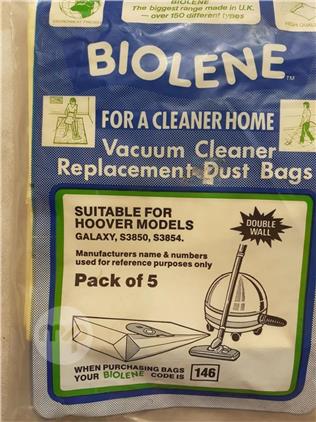 BIOLENE
The biggest range made in U.K.
— over 150 different types
BIOLENE™
FOR A CLEANER HOME
Vacuum Cleaner
Replacement Dust Bags
SUITABLE FOR
HOOVER MODELS
GALAXY, S3850, S3854.
Manufacturers name & numbers
used for reference purposes only
Pack of 5
DOUBLE
WALL
WHEN PURCHASING BAGS
YOUR BIOLENE CODE IS 146